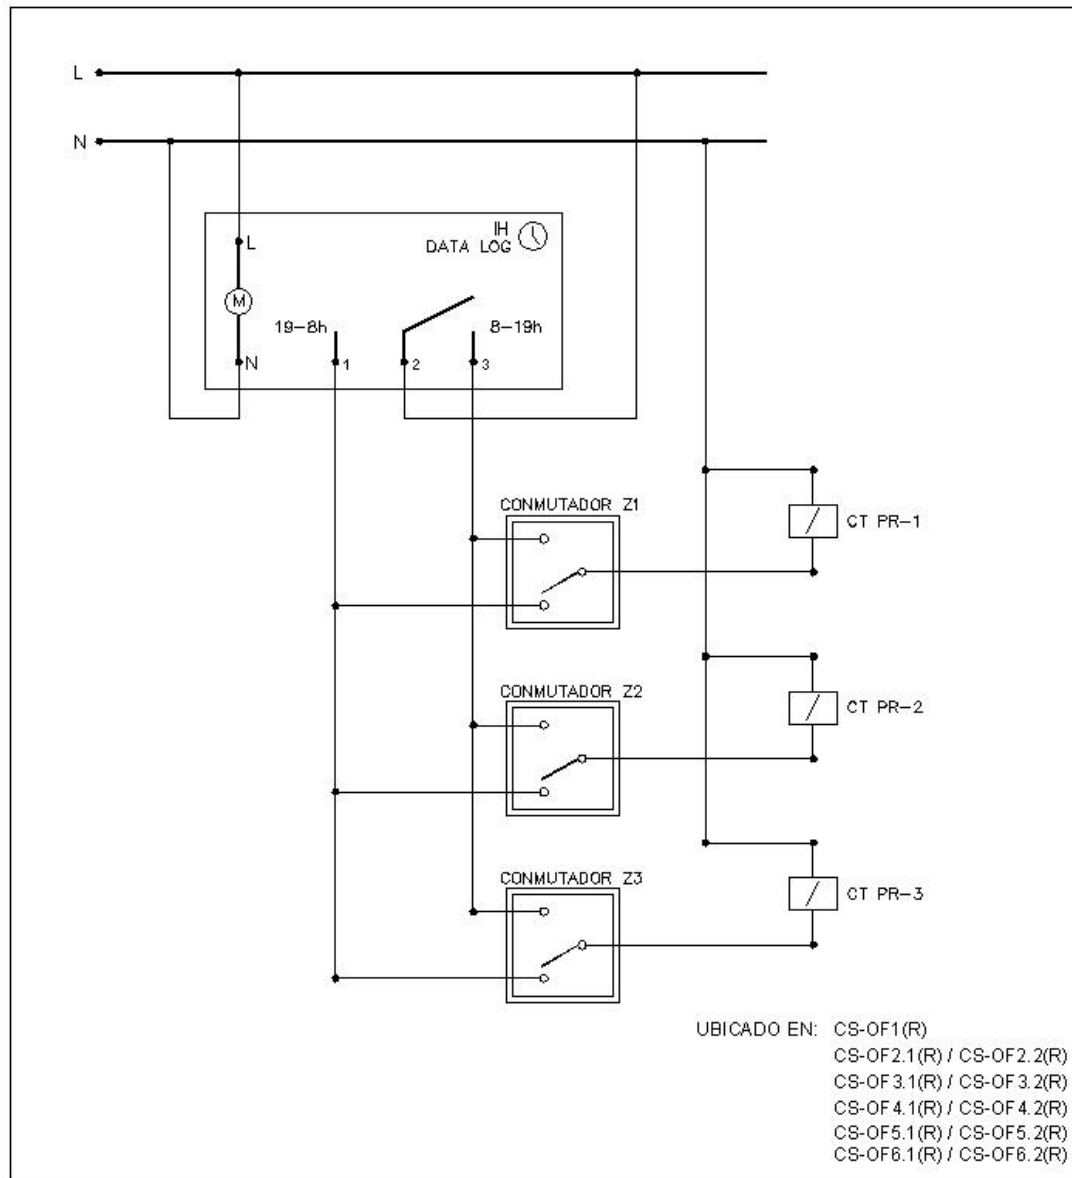 L
N
IH
DATA LOG
L
M
19-8h
8-19h
N
1
2
3
CONMUTADOR Z1
CT PR-1
CONMUTADOR Z2
CT PR-2
CONMUTADOR Z3
CT PR-3
UBICADO EN: CS-OF1(R)
CS-OF2.1(R) / CS-OF2.2(R)
CS-OF3.1(R) / CS-OF3.2(R)
CS-OF4.1(R) / CS-OF4.2(R)
CS-OF5.1(R) / CS-OF5.2(R)
CS-OF6.1(R) / CS-OF6.2(R)